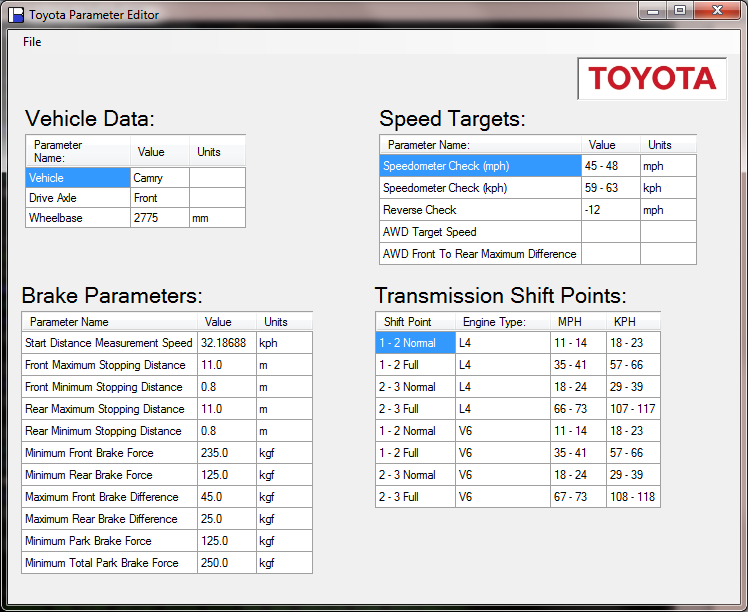 Toyota Parameter Editor
File
TOYOTA
Vehicle Data:
Parameter Name: Value Units
Vehicle Camry
Drive Axle Front
Wheelbase 2775 mm
Speed Targets:
Parameter Name: Value Units
Speedometer Check (mph) 45 - 48 mph
Speedometer Check (kph) 59 - 63 kph
Reverse Check -12 mph
AWD Target Speed
AWD Front To Rear Maximum Difference
Brake Parameters:
Parameter Name Value Units
Start Distance Measurement Speed 32.18688 kph
Front Maximum Stopping Distance 11.0 m
Front Minimum Stopping Distance 0.8 m
Rear Maximum Stopping Distance 11.0 m
Rear Minimum Stopping Distance 0.8 m
Minimum Front Brake Force 235.0 kgf
Minimum Rear Brake Force 125.0 kgf
Maximum Front Brake Difference 45.0 kgf
Maximum Rear Brake Difference 25.0 kgf
Minimum Park Brake Force 125.0 kgf
Minimum Total Park Brake Force 250.0 kgf
Transmission Shift Points:
Shift Point Engine Type: MPH KPH
1 - 2 Normal L4 11 - 14 18 - 23
1 - 2 Full L4 35 - 41 57 - 66
2 - 3 Normal L4 18 - 24 29 - 39
2 - 3 Full L4 66 - 73 107 - 117
1 - 2 Normal V6 11 - 14 18 - 23
1 - 2 Full V6 35 - 41 57 - 66
2 - 3 Normal V6 18 - 24 29 - 39
2 - 3 Full V6 67 - 73 108 - 118